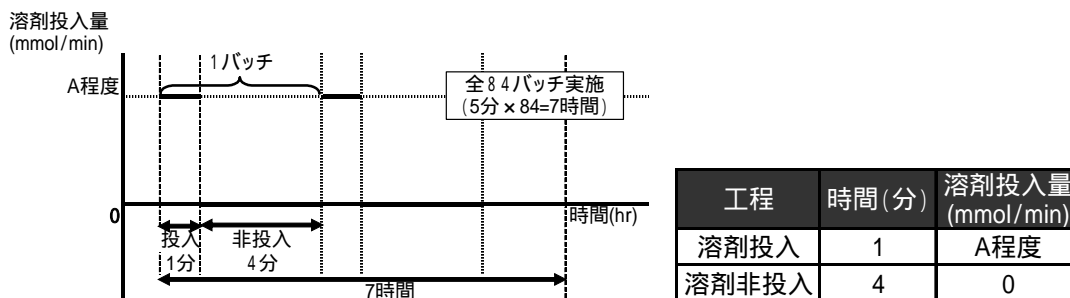 溶剤投入量
(mmol/min)
1バッチ
A程度
全84バッチ実施
(5分×84=7時間)
0
時間(hr)
投入
1分
非投入
4分
7時間
工程 時間(分) 溶剤投入量
(mmol/min)
溶剤投入 1 A程度
溶剤非投入 4 0